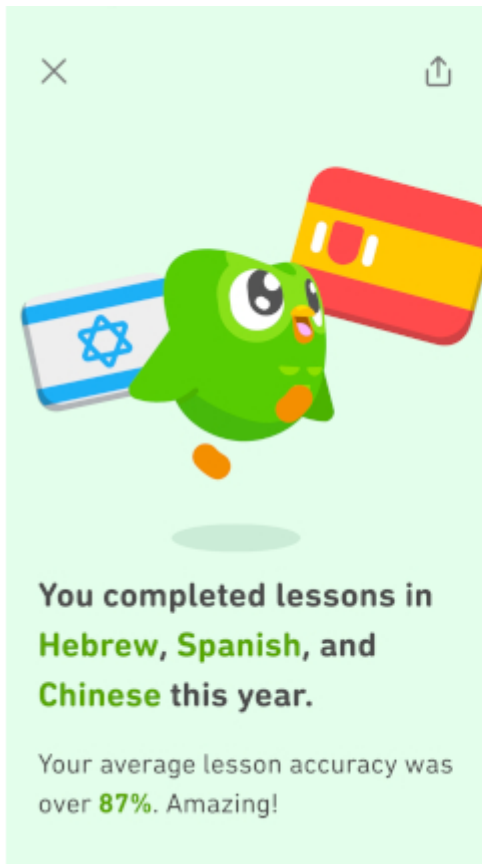 You completed lessons in
Hebrew, Spanish, and
Chinese this year.
Your average lesson accuracy was
over 87%. Amazing!